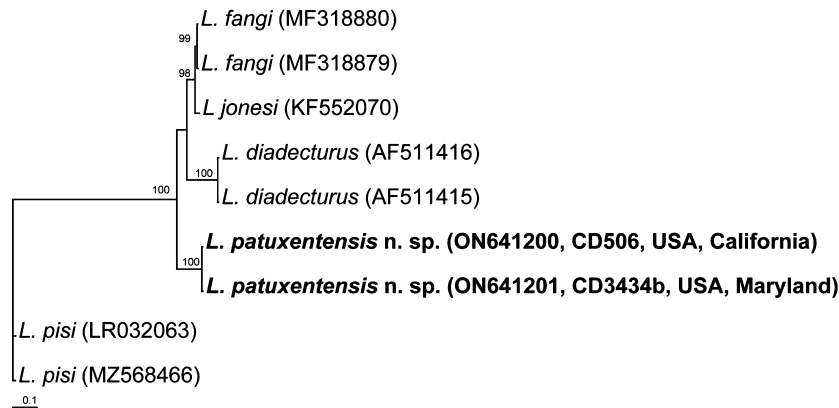 L. fangi (MF318880)
99
L. fangi (MF318879)
98
L jonesi (KF552070)
L. diadecturus (AF511416)
100
L. diadecturus (AF511415)
100
L. patuxentensis n. sp. (ON641200, CD506, USA, California)
100
L. patuxentensis n. sp. (ON641201, CD3434b, USA, Maryland)
L. pisi (LR032063)
L. pisi (MZ568466)
0.1